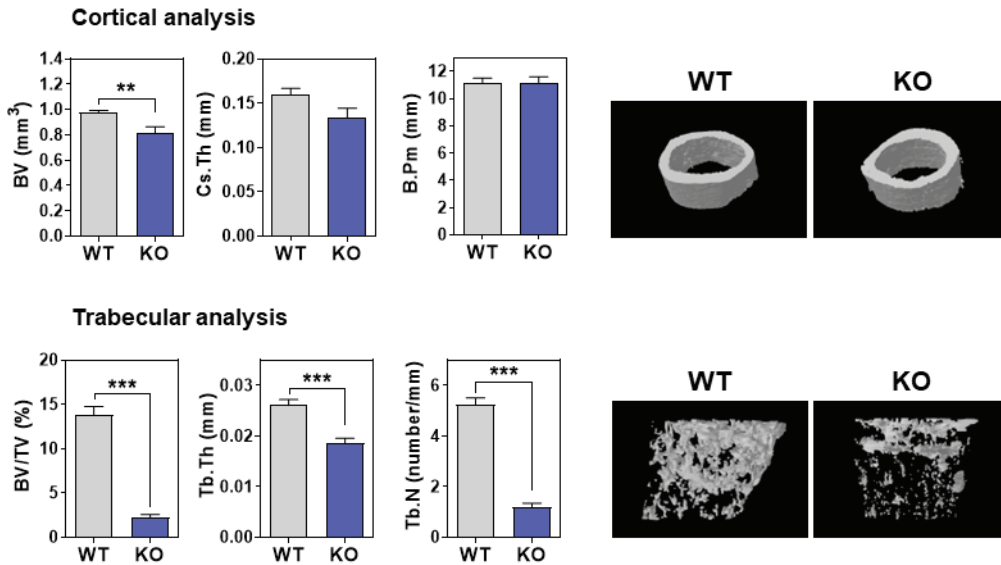 Cortical analysis
BV (mm³)
1.4
1.2
1.0
0.8
0.6
0.4
0.2
0.0
**
WT KO
Cs.Th (mm)
0.20
0.15
0.10
0.05
0.00
WT KO
B.Pm (mm)
12
10
8
6
4
2
0
WT KO
WT KO
Trabecular analysis
BV/TV (%)
20
15
10
5
0
***
WT KO
Tb.Th (mm)
0.03
0.02
0.01
0.00
***
WT KO
Tb.N (number/mm)
6
4
2
0
***
WT KO
WT KO